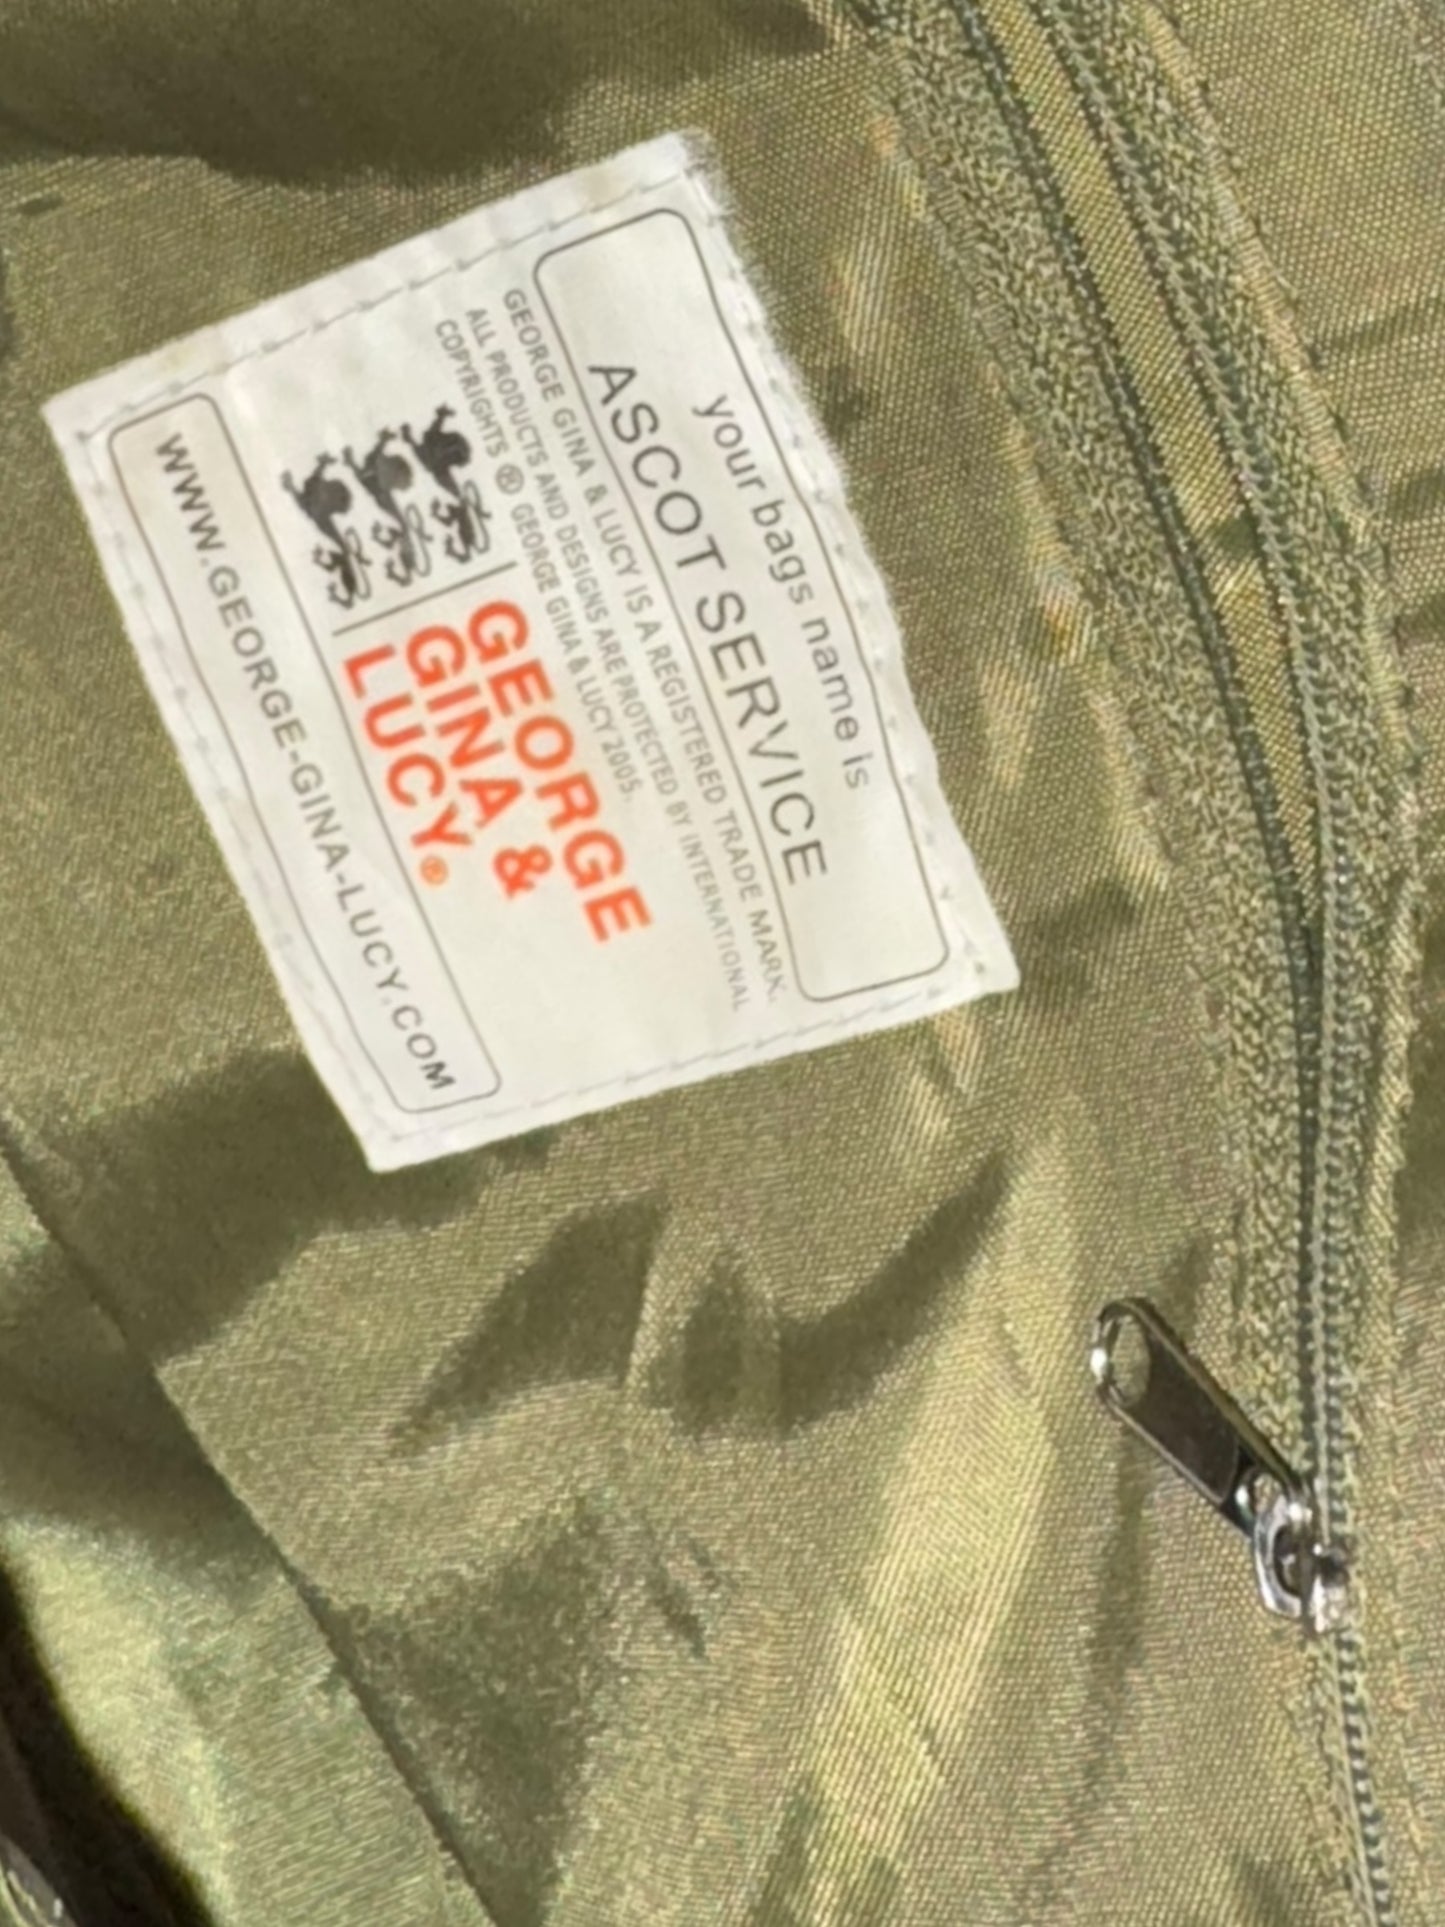 your bags name is
ASCOT SERVICE
GEORGE GINA & LUCY IS A REGISTERED TRADE MARK.
ALL PRODUCTS AND DESIGNS ARE PROTECTED BY INTERNATIONAL
COPYRIGHTS ® GEORGE GINA & LUCY 2005.
GEORGE
GINA &
LUCY®
WWW.GEORGE-GINA-LUCY.COM